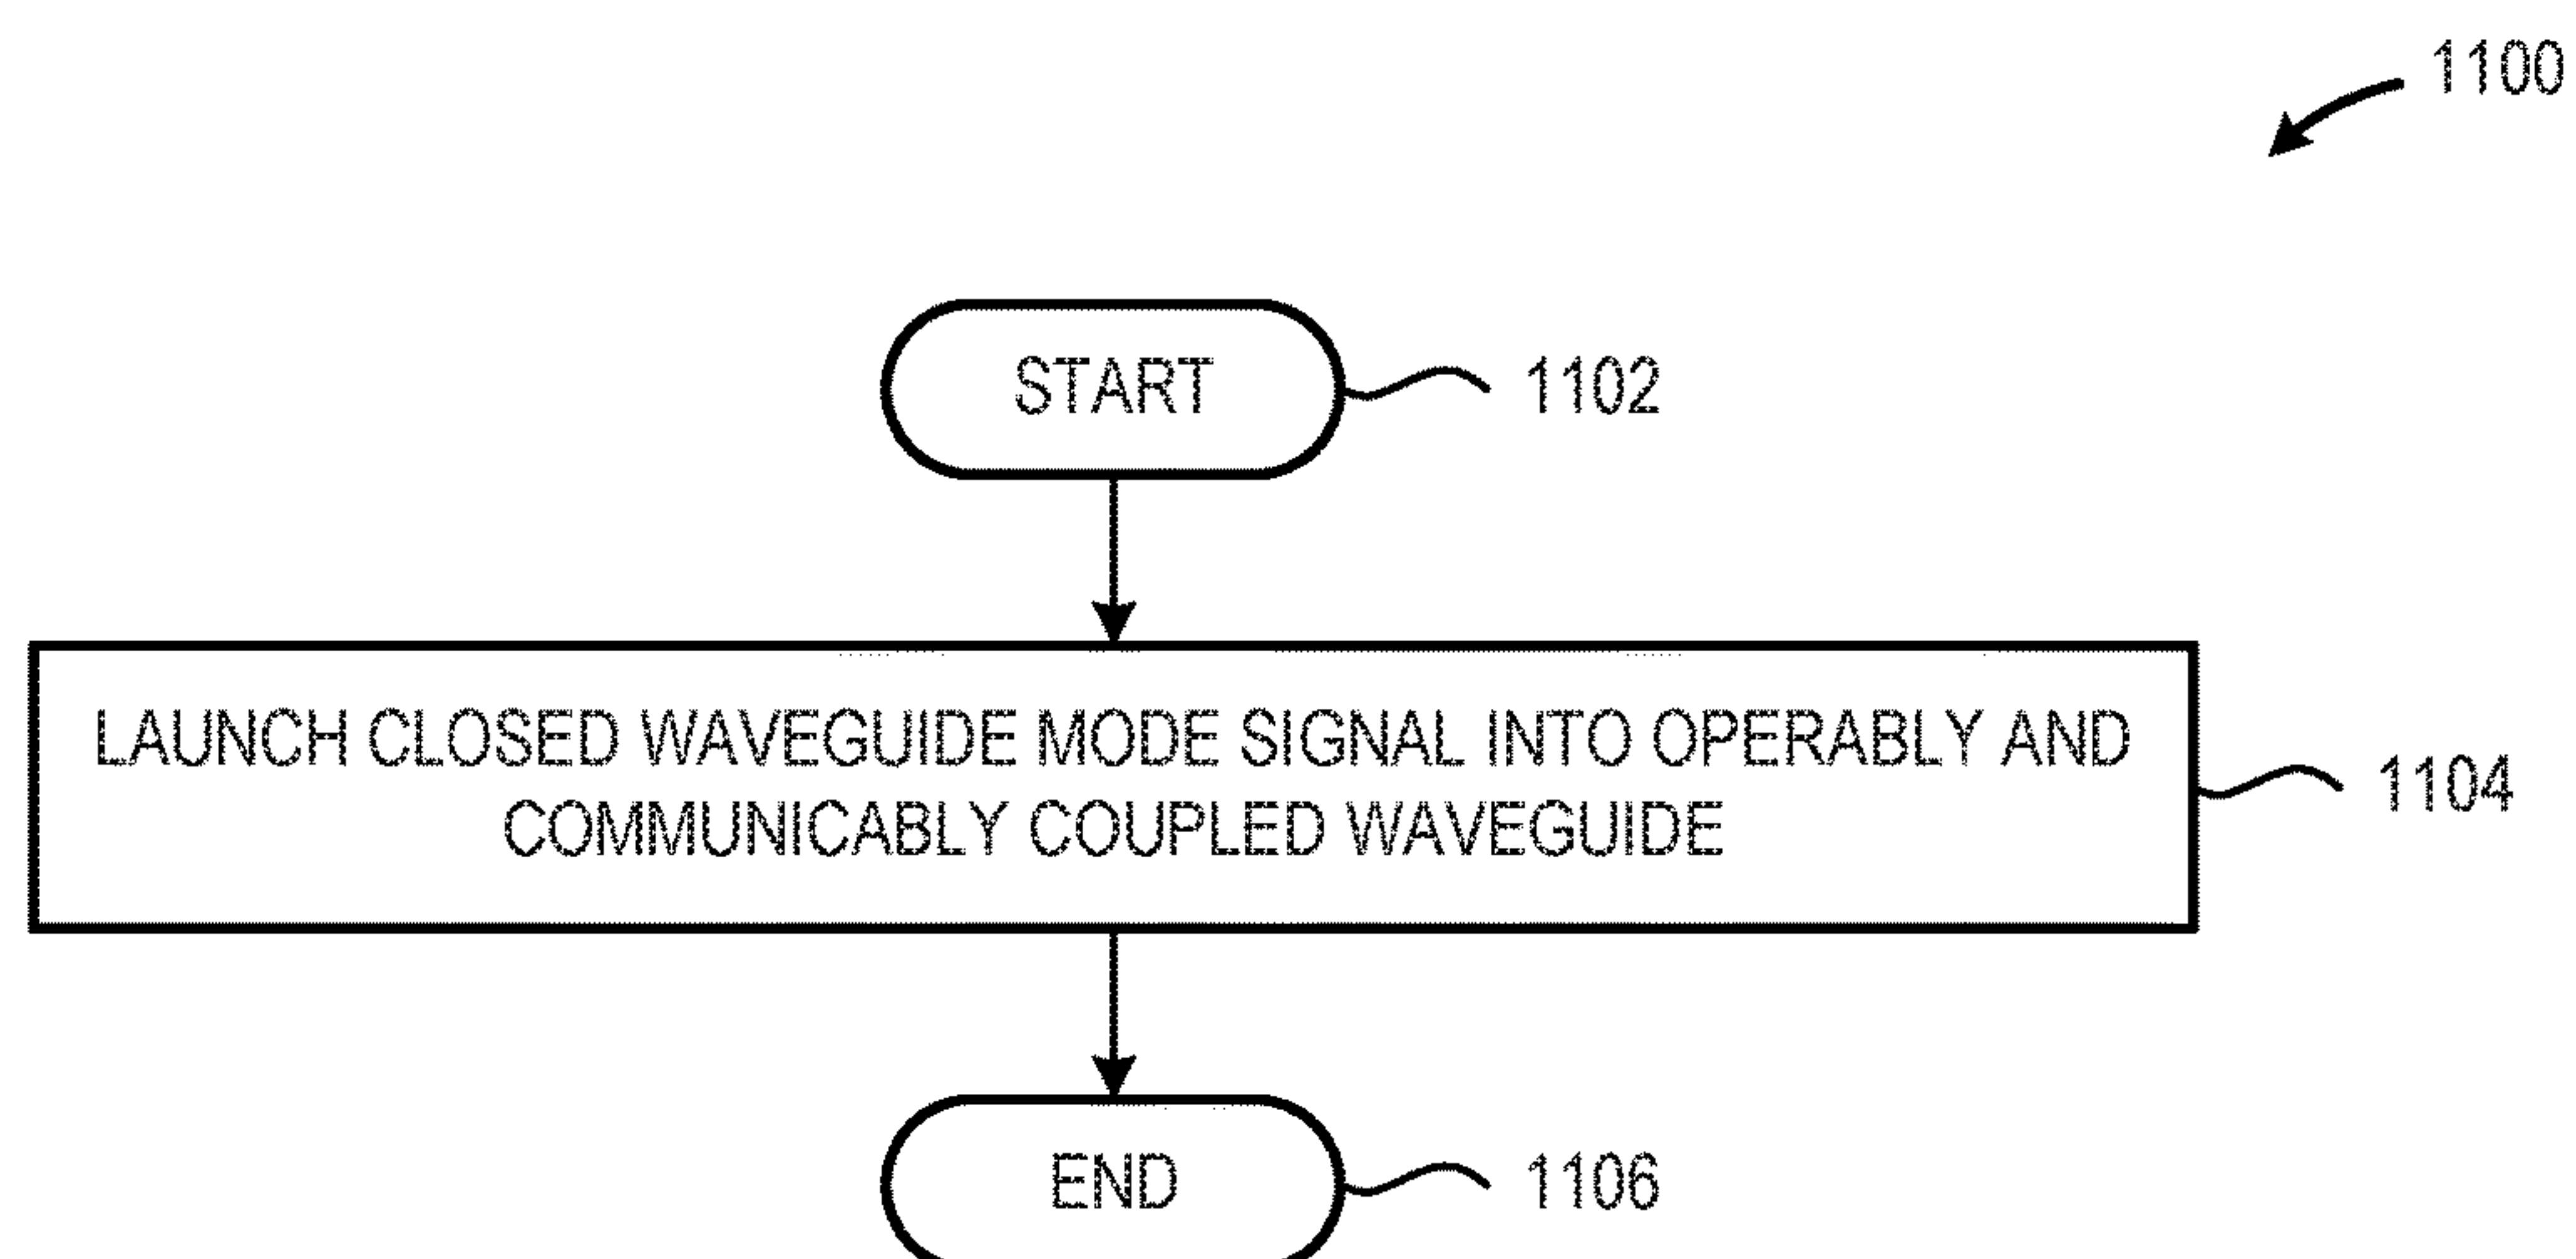 1100
START
1102
LAUNCH CLOSED WAVEGUIDE MODE SIGNAL INTO OPERABLY AND
COMMUNICABLY COUPLED WAVEGUIDE
1104
END
1106